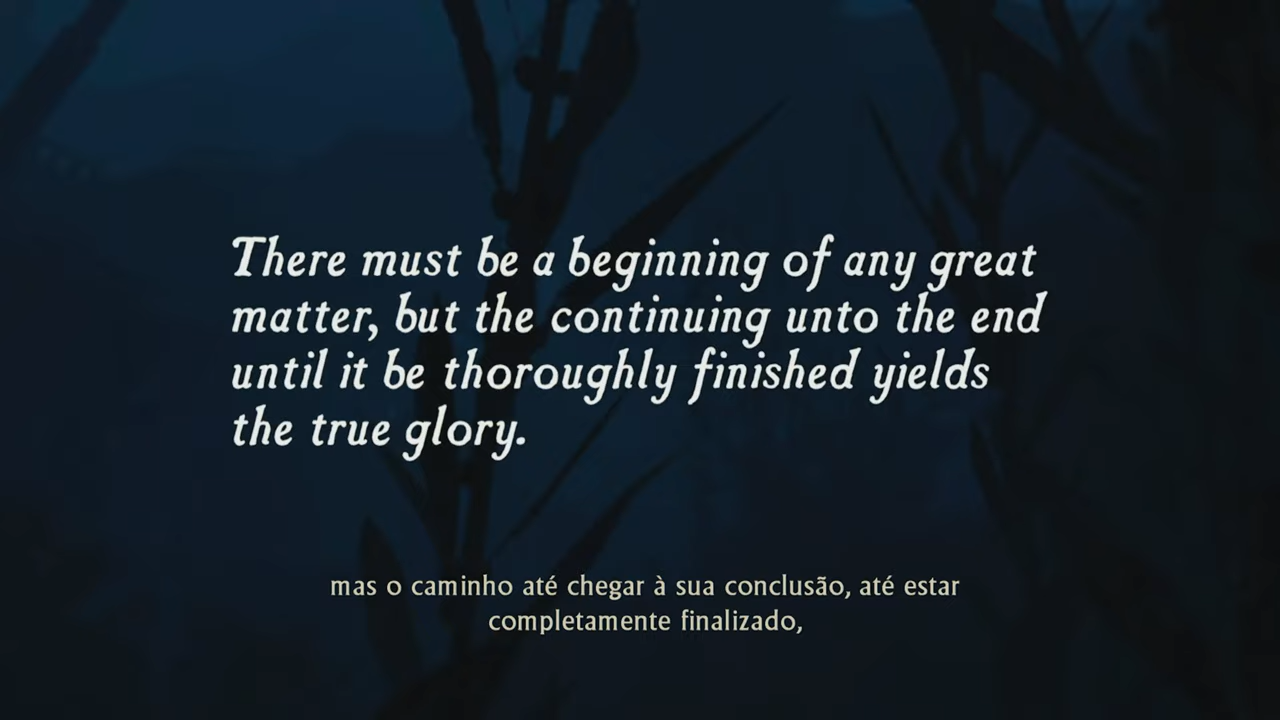 There must be a beginning of any great
matter, but the continuing unto the end
until it be thoroughly finished yields
the true glory.
mas o caminho até chegar à sua conclusão, até estar
completamente finalizado,